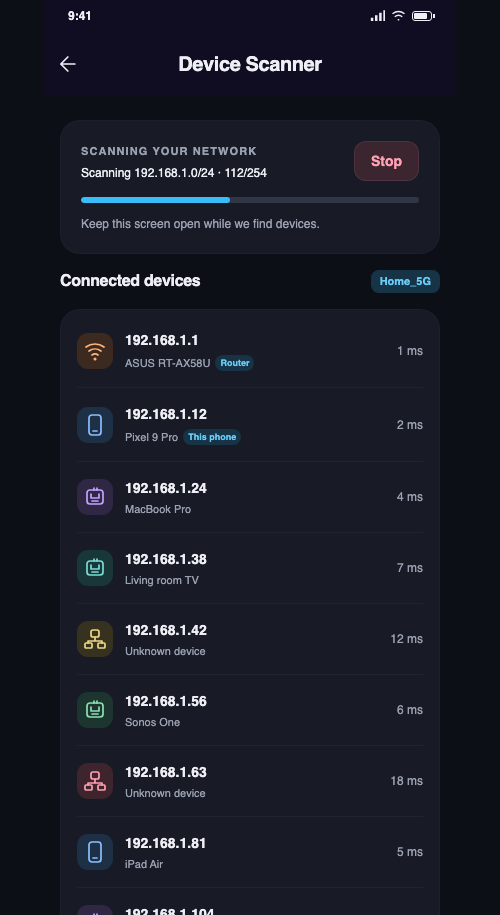 9:41
Device Scanner
SCANNING YOUR NETWORK
Scanning 192.168.1.0/24 · 112/254
Stop
Keep this screen open while we find devices.
Connected devices
Home_5G
192.168.1.1
ASUS RT-AX58U Router
1 ms
192.168.1.12
Pixel 9 Pro This phone
2 ms
192.168.1.24
MacBook Pro
4 ms
192.168.1.38
Living room TV
7 ms
192.168.1.42
Unknown device
12 ms
192.168.1.56
Sonos One
6 ms
192.168.1.63
Unknown device
18 ms
192.168.1.81
iPad Air
5 ms
192.168.1.104